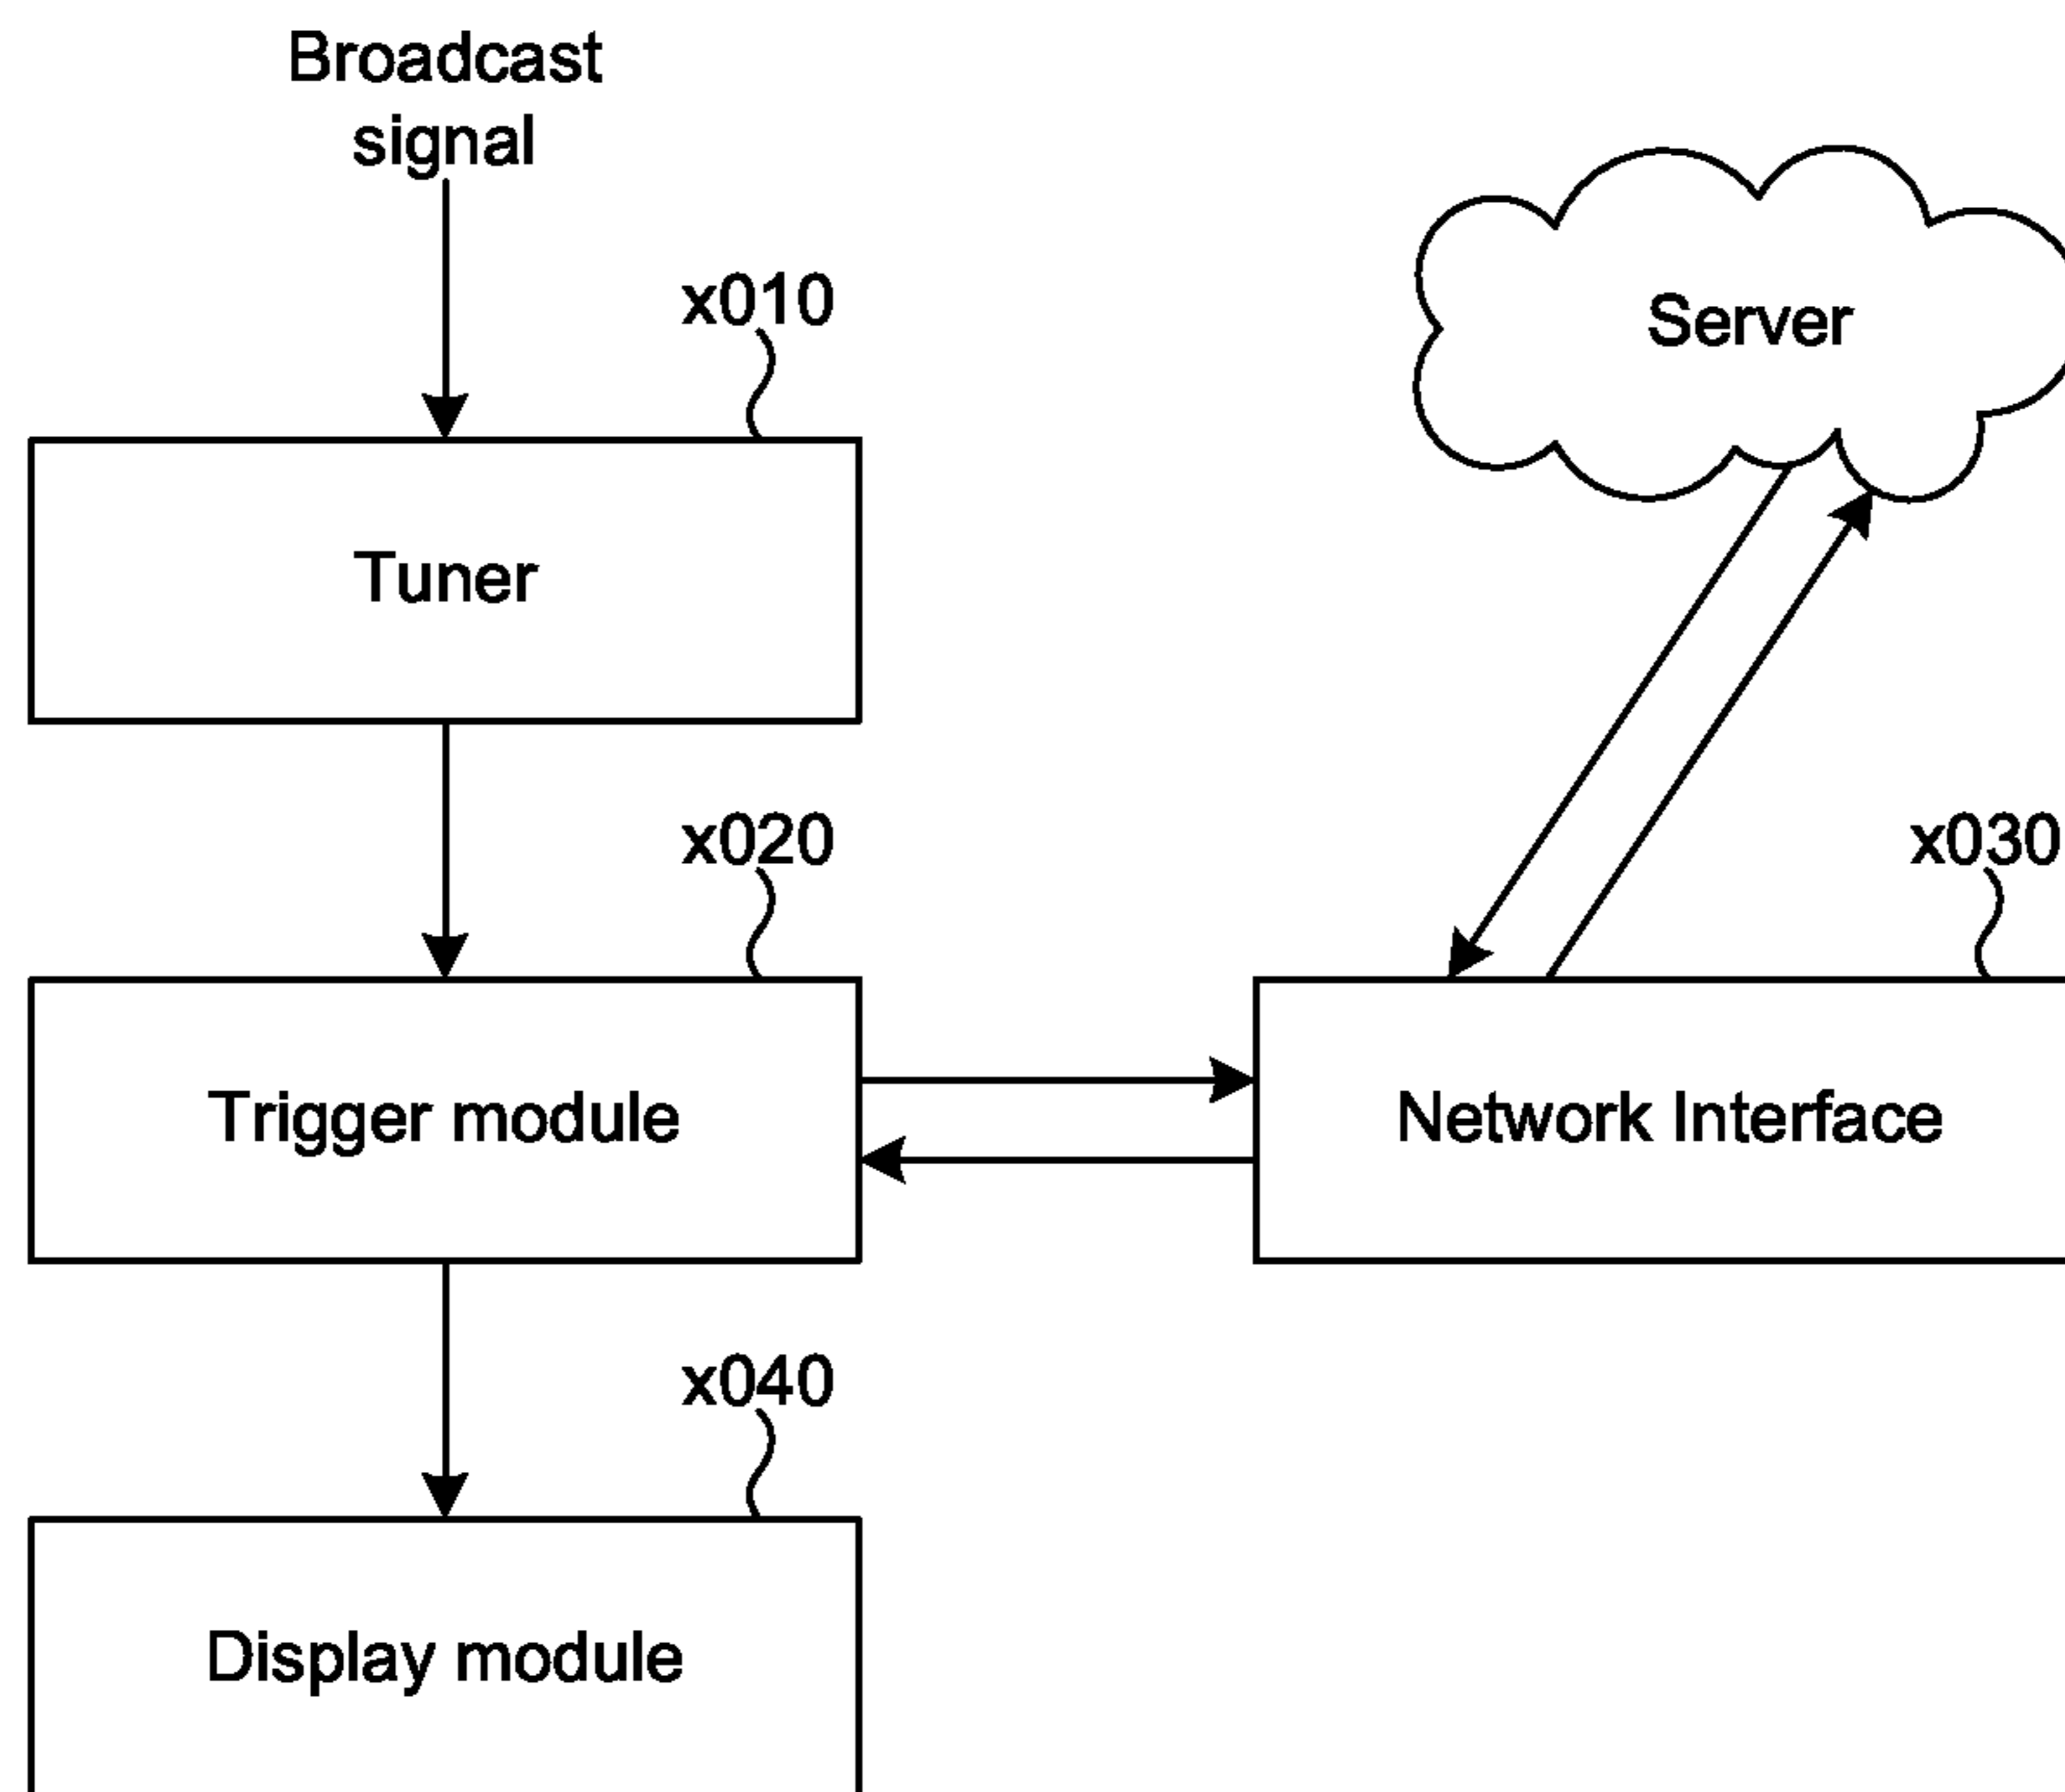 Broadcast
signal
x010
Server
Tuner
x020
x030
Trigger module
Network Interface
x040
Display module